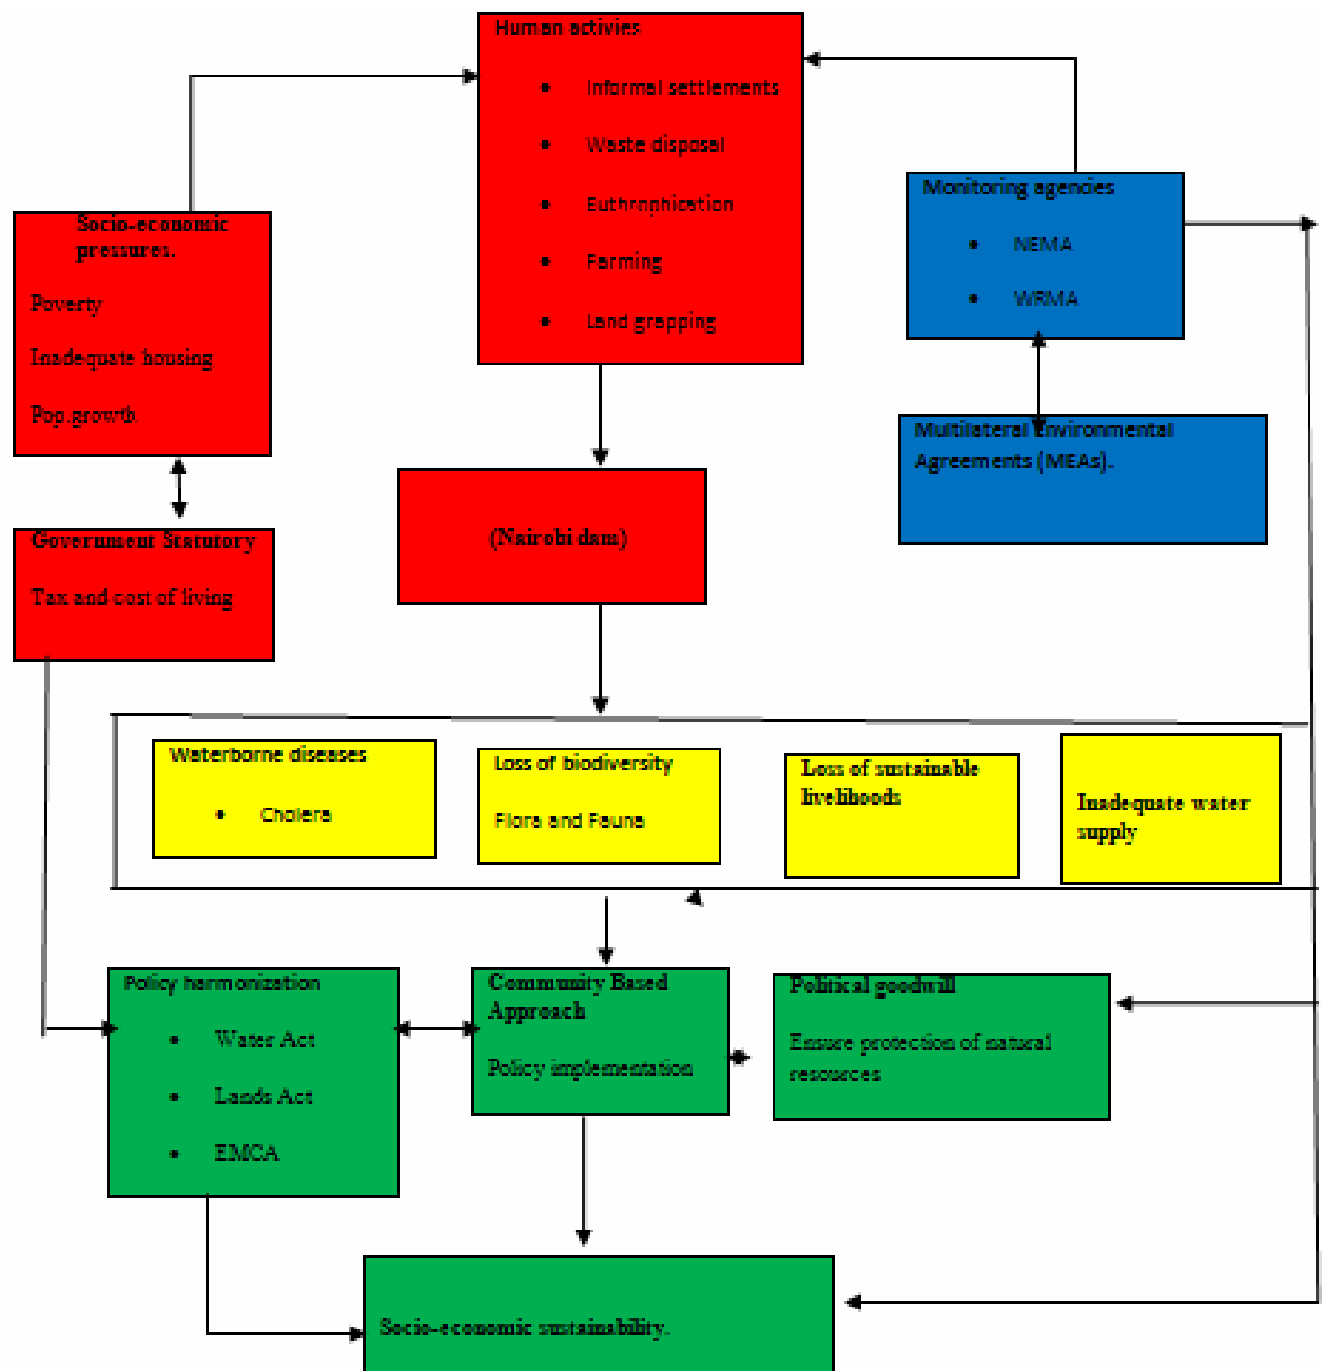 Human activies
• Informal settlements
• Waste disposal
• Euthrophication
• Farming
• Land grapping
Monitoring agencies
• NEMA
• WRMA
Socio-economic
pressures.
Poverty
Inadequate housing
Pop.growth
Multilateral Environmental
Agreements (MEAs).
(Nairobi dam)
Government Statutory
Tax and cost of living
Waterborne diseases
• Cholera
Loss of biodiversity
Flora and Fauna
Loss of sustainable
livelihoods
Inadequate water
supply
Policy harmonization
• Water Act
• Lands Act
• EMCA
Community Based
Approach
Policy implementation
Political goodwill
Ensure protection of natural
resources
Socio-economic sustainability.